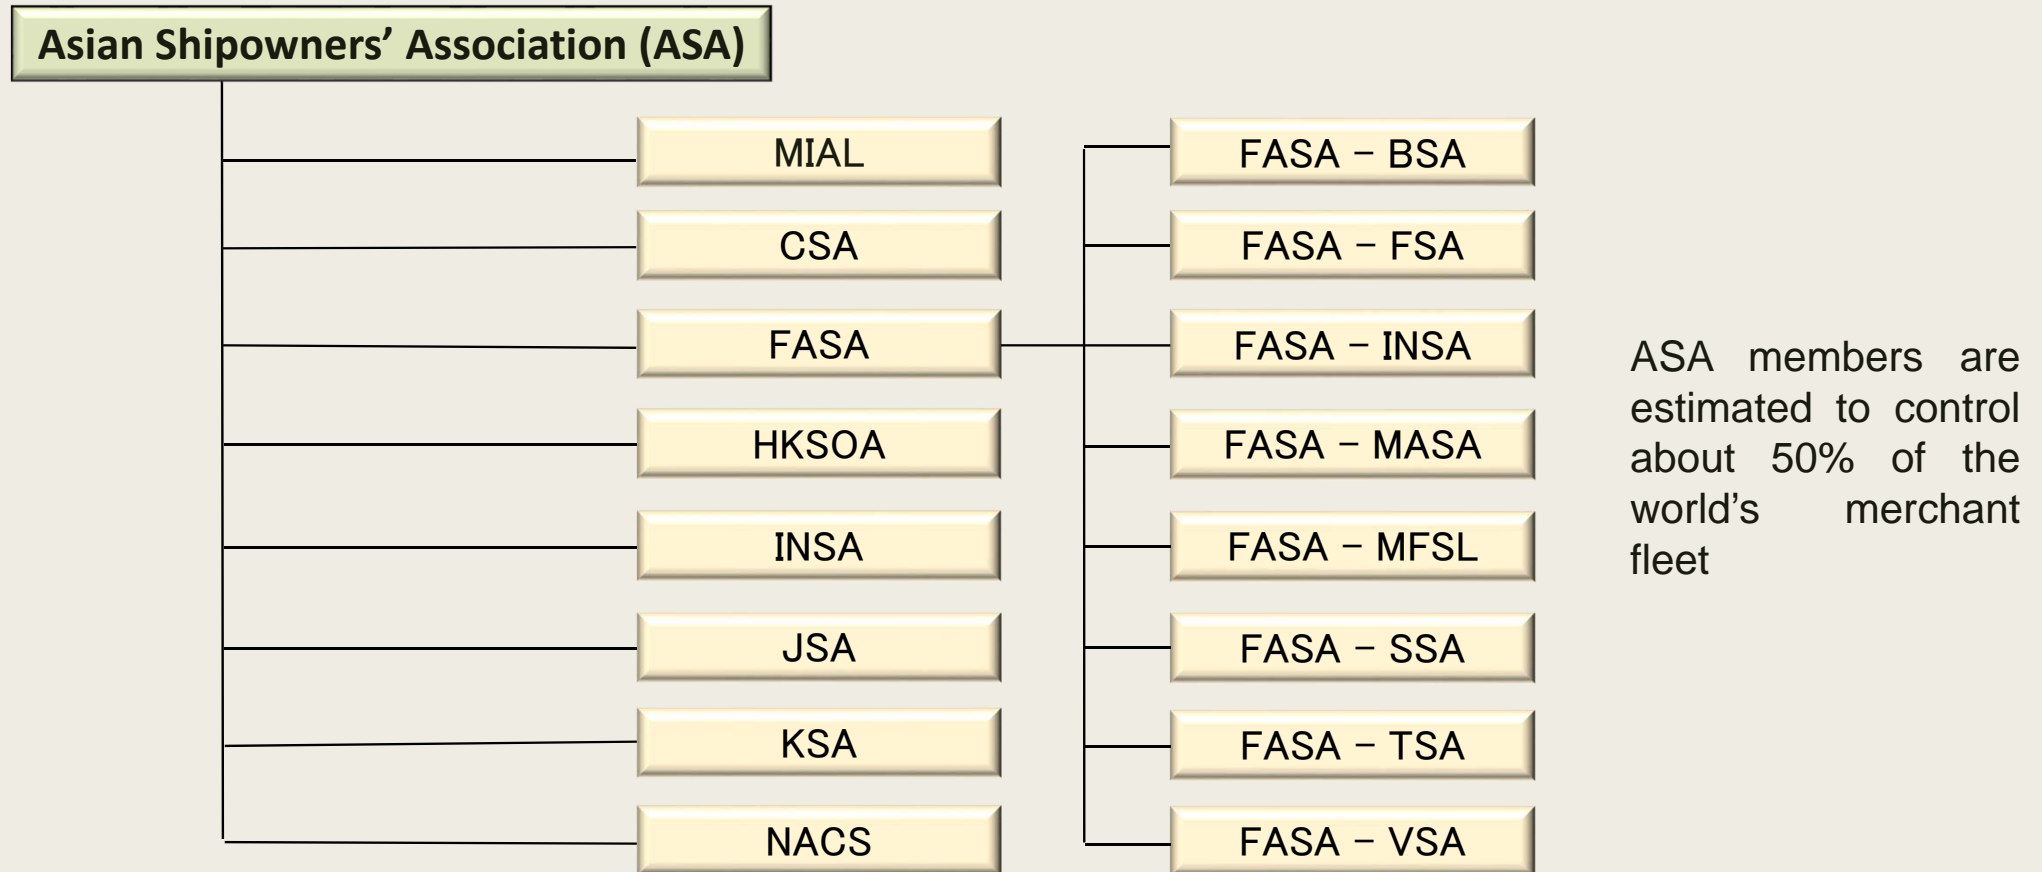 Asian Shipowners’ Association (ASA)
MIAL
CSA
FASA
HKSOA
INSA
JSA
KSA
NACS
FASA – BSA
FASA – FSA
FASA – INSA
FASA – MASA
FASA – MFSL
FASA – SSA
FASA – TSA
FASA – VSA
ASA members are
estimated to control
about 50% of the
world’s merchant
fleet